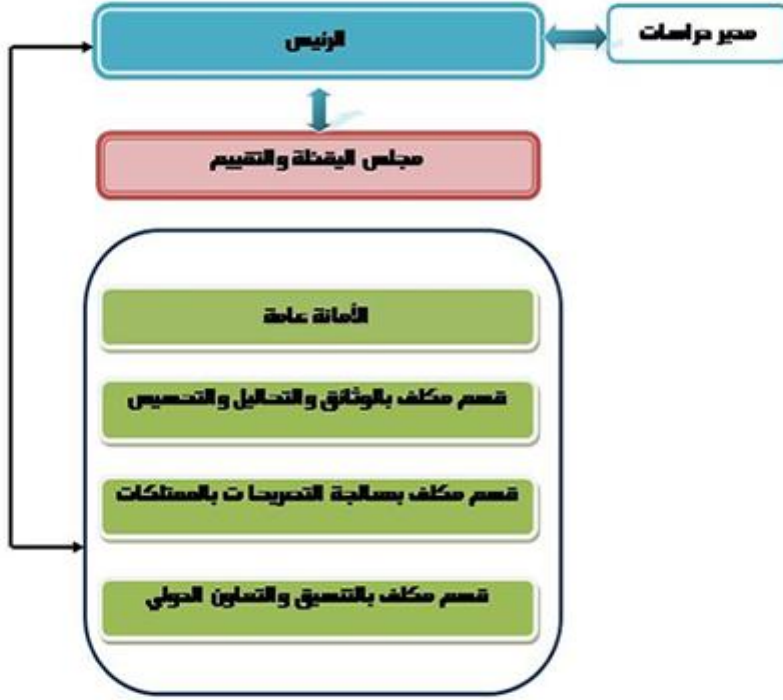 الرئيس
مدير دراسات
مجلس اليقظة والتقييم
الأمانة عامة
قسم مكلف بالوثائق والتحاليل والتحسيس
قسم مكلف بمعالجة التصريحات بالممتلكات
قسم مكلف بالتنسيق والتعاون الدولي